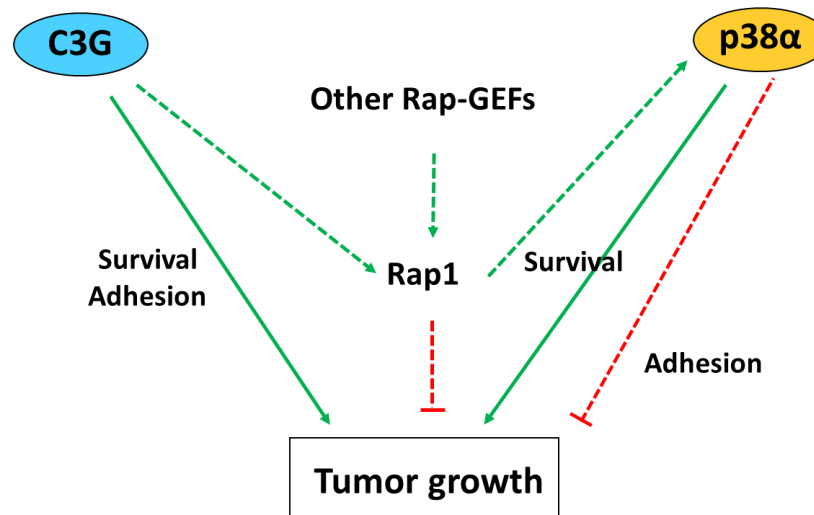 C3G
p38α
Other Rap-GEFs
Survival
Adhesion
Rap1
Survival
Adhesion
Tumor growth